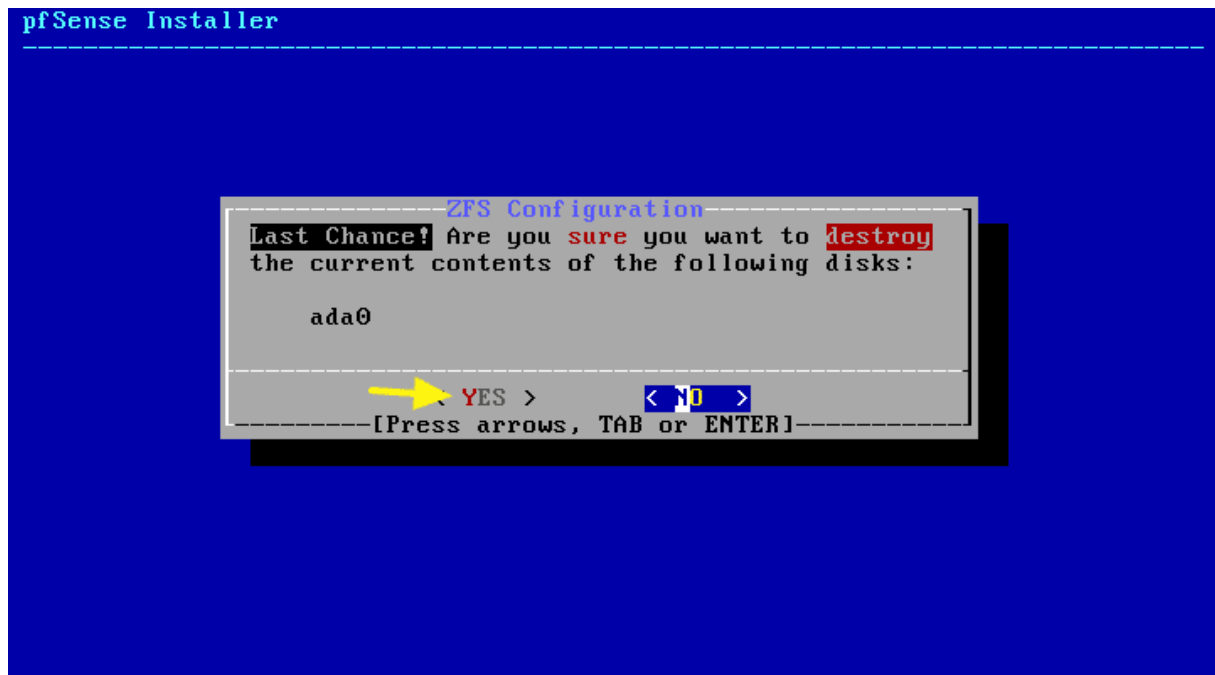 pfSense Installer
ZFS Configuration
Last Chance! Are you sure you want to destroy
the current contents of the following disks:
ada0
< YES > < NO >
[Press arrows, TAB or ENTER]